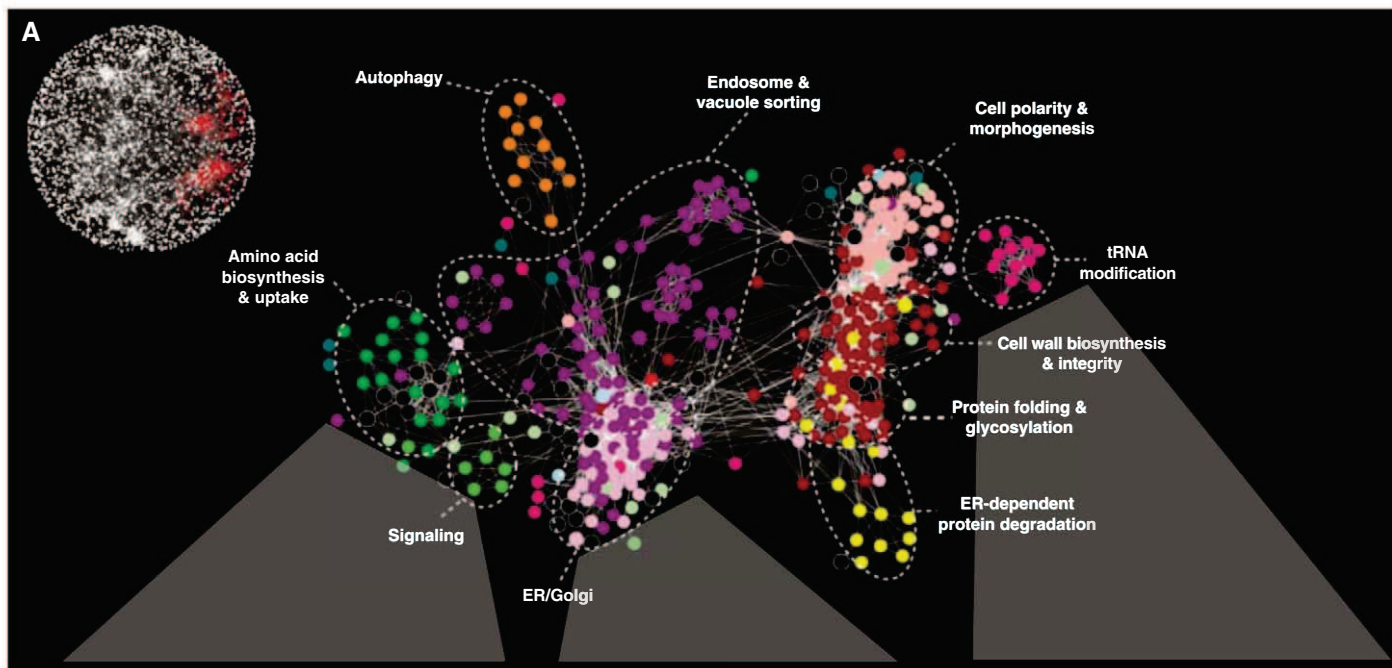 A
Autophagy
Endosome &
vacuole sorting
Cell polarity &
morphogenesis
Amino acid
biosynthesis
& uptake
tRNA
modification
Cell wall biosynthesis
& integrity
Protein folding &
glycosylation
Signaling
ER-dependent
protein degradation
ER/Golgi